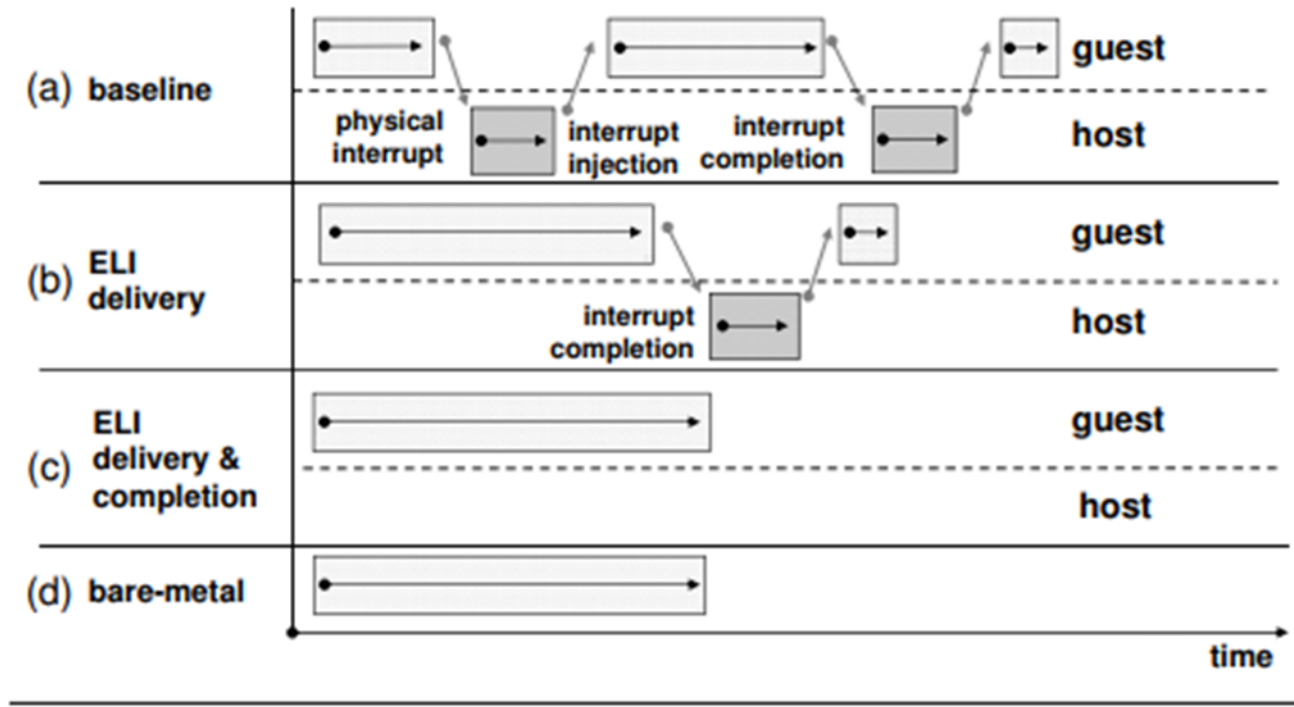 (a) baseline
guest
physical
interrupt
interrupt
injection
interrupt
completion
host
(b) ELI
delivery
guest
interrupt
completion
host
(c) ELI
delivery &
completion
guest
host
(d) bare-metal
time